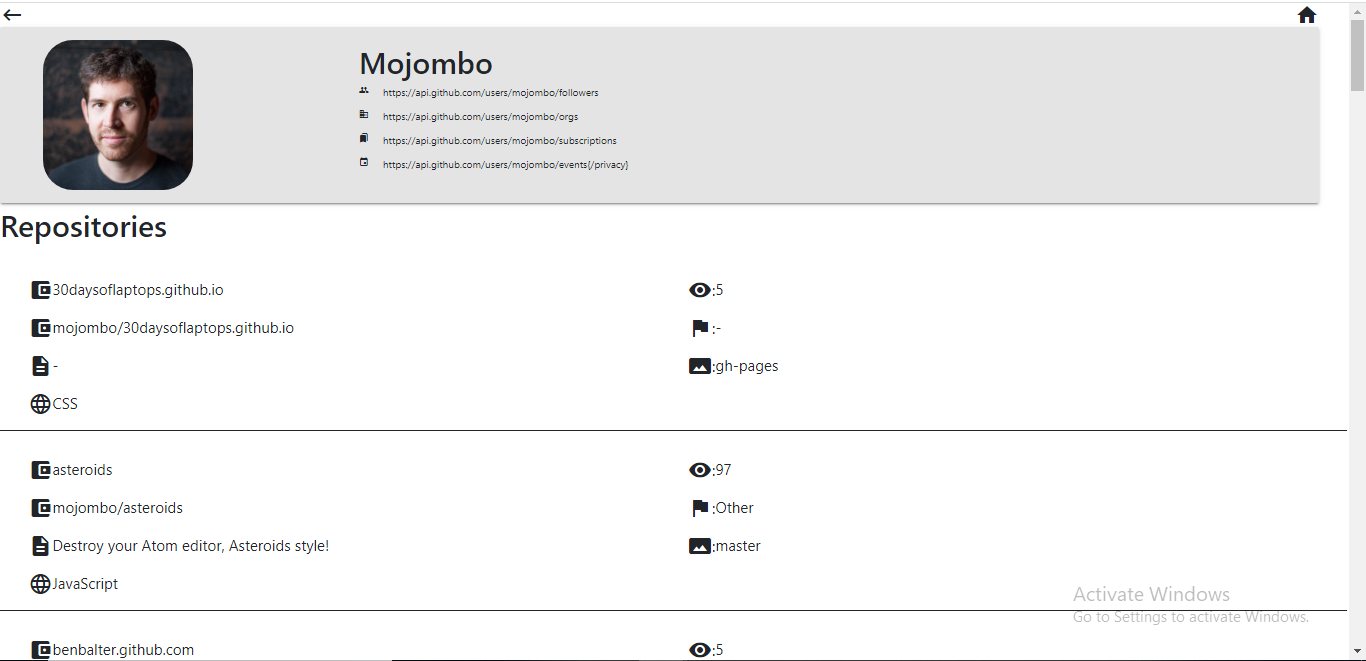 Mojombo
https://api.github.com/users/mojombo/followers
https://api.github.com/users/mojombo/orgs
https://api.github.com/users/mojombo/subscriptions
https://api.github.com/users/mojombo/events{/privacy}
Repositories
30daysoflaptops.github.io :5
mojombo/30daysoflaptops.github.io :-
- :gh-pages
CSS
asteroids :97
mojombo/asteroids :Other
Destroy your Atom editor, Asteroids style! :master
JavaScript
Activate Windows
Go to Settings to activate Windows.
benbalter.github.com :5